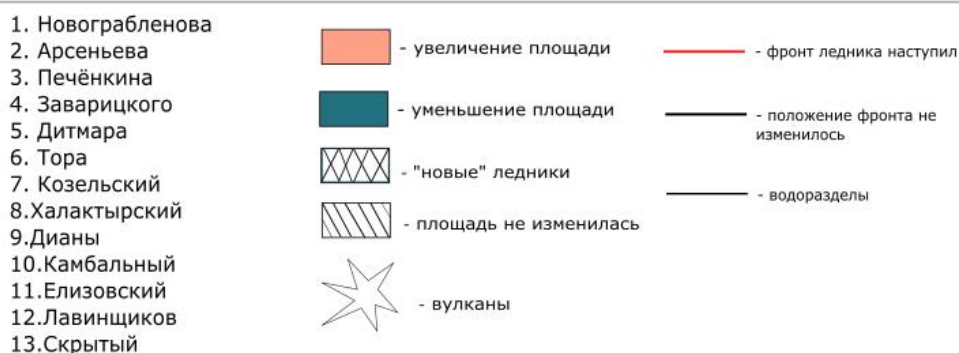 1. Новограбленова
2. Арсеньева
3. Печёнкина
4. Заварицкого
5. Дитмара
6. Тора
7. Козельский
8.Халактырский
9.Дианы
10.Камбальный
11.Елизовский
12.Лавинщиков
13.Скрытый
- увеличение площади
- уменьшение площади
- "новые" ледники
- площадь не изменилась
- вулканы
- фронт ледника наступил
- положение фронта не
изменилось
- водоразделы